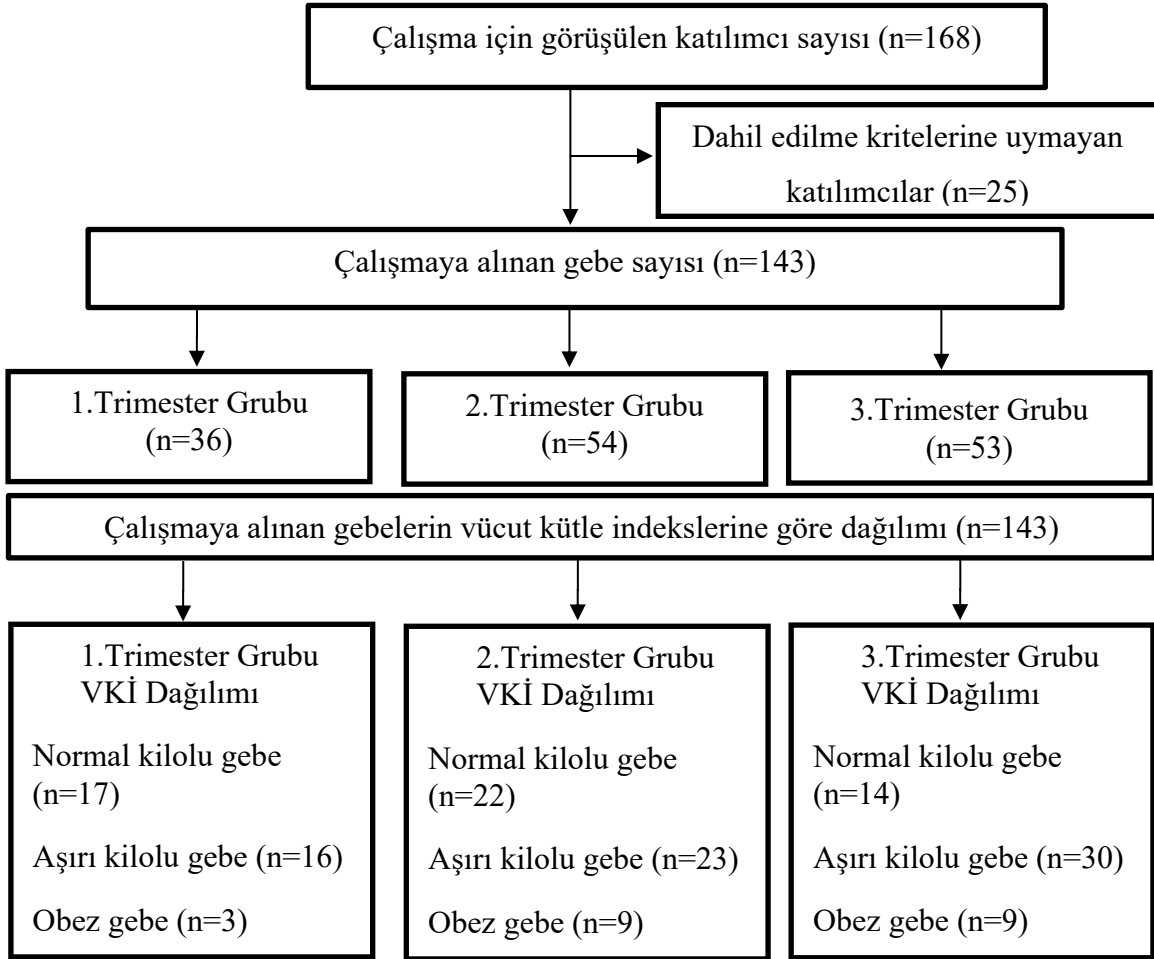 Çalışma için görüşülen katılımcı sayısı (n=168)
Dahil edilme kritelerine uymayan
katılımcılar (n=25)
Çalışmaya alınan gebe sayısı (n=143)
1.Trimester Grubu
(n=36)
2.Trimester Grubu
(n=54)
3.Trimester Grubu
(n=53)
Çalışmaya alınan gebelerin vücut kütle indekslerine göre dağılımı (n=143)
1.Trimester Grubu
VKİ Dağılımı
Normal kilolu gebe
(n=17)
Aşırı kilolu gebe (n=16)
Obez gebe (n=3)
2.Trimester Grubu
VKİ Dağılımı
Normal kilolu gebe
(n=22)
Aşırı kilolu gebe (n=23)
Obez gebe (n=9)
3.Trimester Grubu
VKİ Dağılımı
Normal kilolu gebe
(n=14)
Aşırı kilolu gebe (n=30)
Obez gebe (n=9)